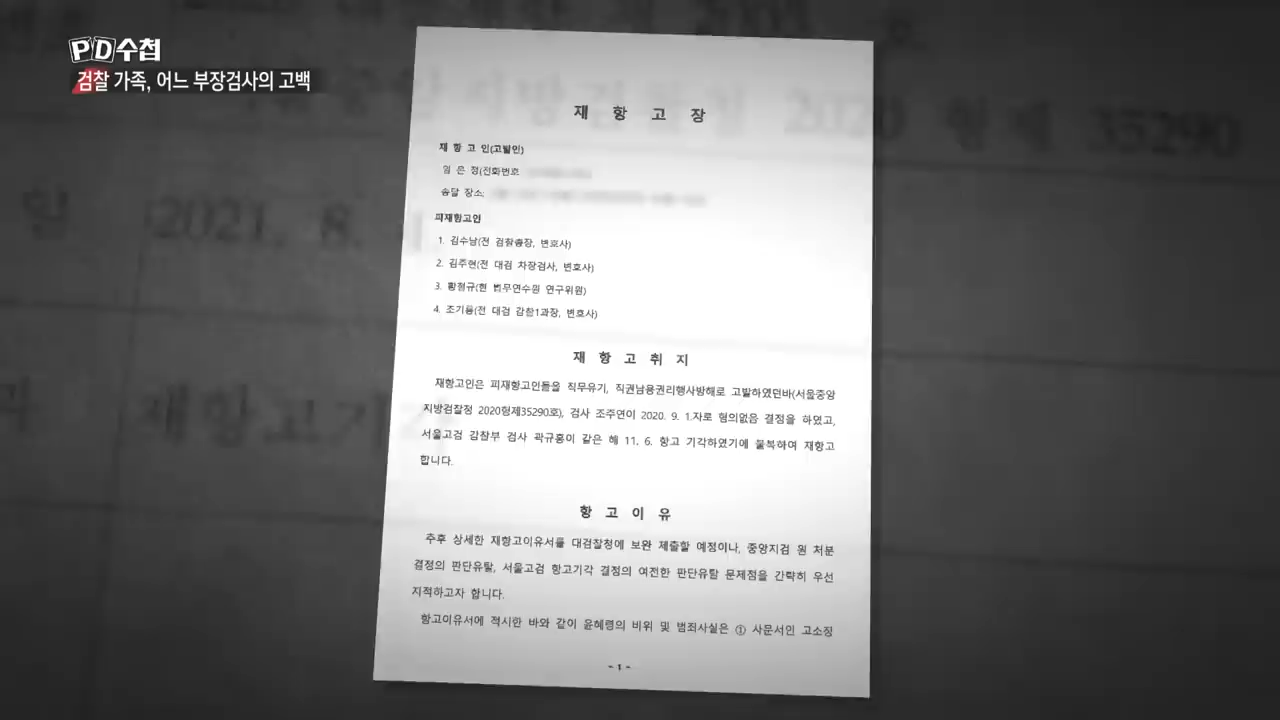 PD수첩
검찰 가족, 어느 부장검사의 고백
재 항 고 장
재 항 고 인(고발인)
임 은 정(전화번호
송달 장소:
피재항고인
1. 김수남(전 검찰총장, 변호사)
2. 김주현(전 대검 차장검사, 변호사)
3. 황철규(현 법무연수원 연구위원)
4. 조기룡(전 대검 감찰1과장, 변호사)
재 항 고 취 지
재항고인은 피재항고인들을 직무유기, 직권남용권리행사방해로 고발하였던바(서울중앙
지방검찰청 2020형제35290호), 검사 조주연이 2020. 9. 1.자로 혐의없음 결정을 하였고,
서울고검 감찰부 검사 곽규홍이 같은 해 11. 6. 항고 기각하였기에 불복하여 재항고
합니다.
항 고 이 유
추후 상세한 재항고이유서를 대검찰청에 보완 제출할 예정이나, 중앙지검 원 처분
결정의 판단유탈, 서울고검 항고기각 결정의 여전한 판단유탈 문제점을 간략히 우선
지적하고자 합니다.
항고이유서에 적시한 바와 같이 윤혜령의 비위 및 범죄사실은 ① 사문서인 고소장
- 1 -
2020 형제 35290
일 2021. 8.
재항고기각